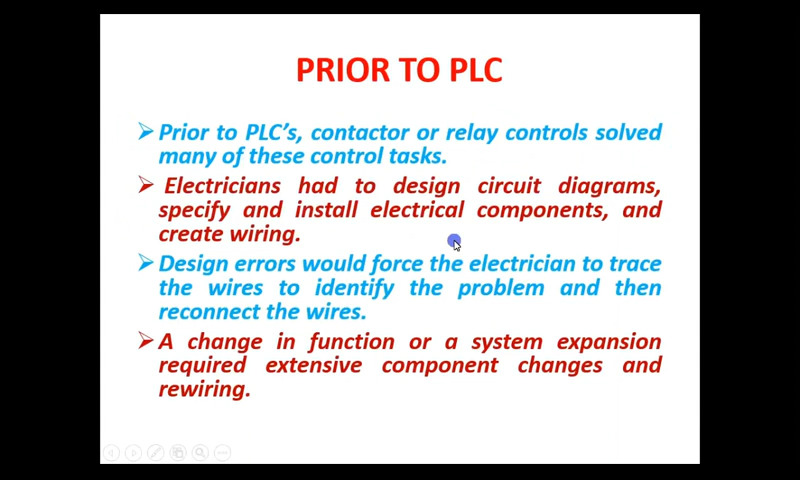 PRIOR TO PLC
Prior to PLC's, contactor or relay controls solved
many of these control tasks.
Electricians had to design circuit diagrams,
specify and install electrical components, and
create wiring.
Design errors would force the electrician to trace
the wires to identify the problem and then
reconnect the wires.
A change in function or a system expansion
required extensive component changes and
rewiring.